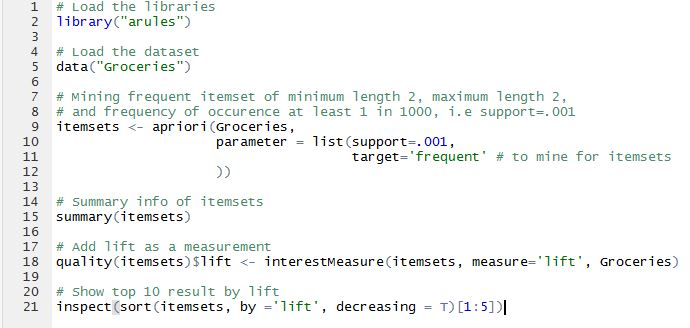 1 # Load the libraries
2 library("arules")
3
4 # Load the dataset
5 data("Groceries")
6
7 # Mining frequent itemset of minimum length 2, maximum length 2,
8 # and frequency of occurence at least 1 in 1000, i.e support=.001
9 itemsets <- apriori(Groceries,
10 parameter = list(support=.001,
11 target='frequent' # to mine for itemsets
12 ))
13
14 # Summary info of itemsets
15 summary(itemsets)
16
17 # Add lift as a measurement
18 quality(itemsets)$lift <- interestMeasure(itemsets, measure='lift', Groceries)
19
20 # Show top 10 result by lift
21 inspect(sort(itemsets, by ='lift', decreasing = T)[1:5])